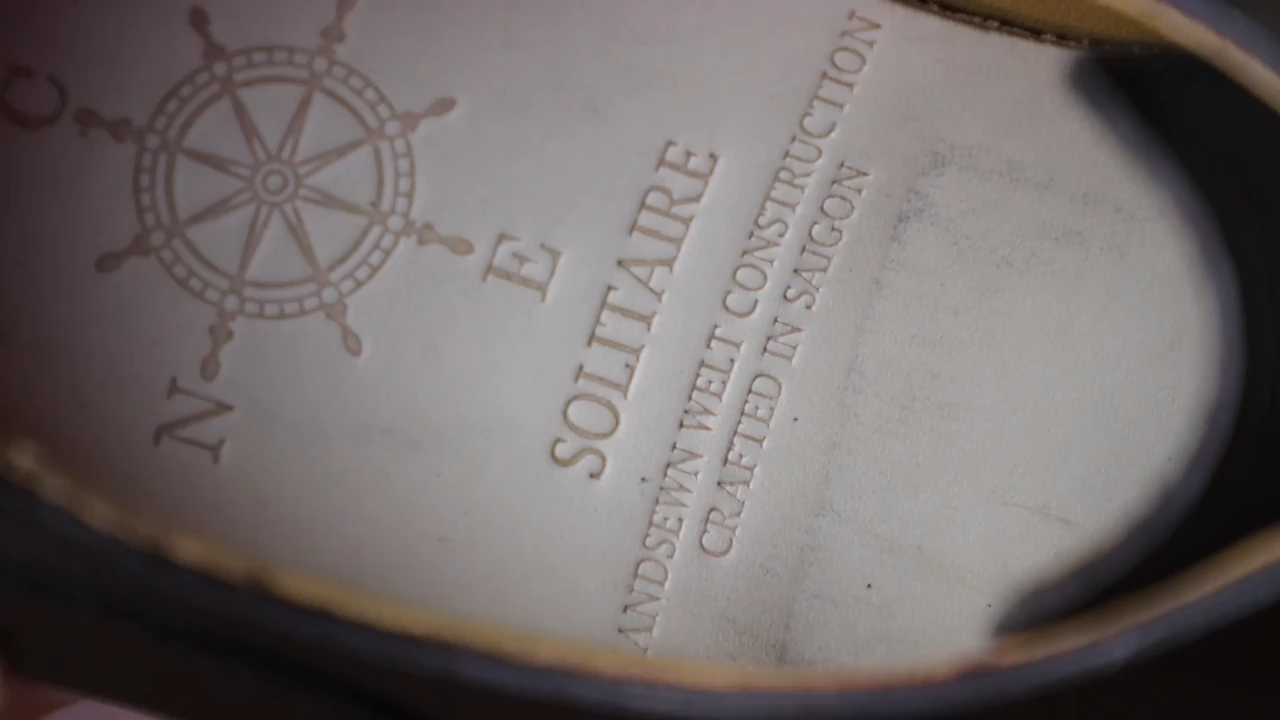 N
C
E
SOLITAIRE
ANDSEWN WELT CONSTRUCTION
CRAFTED IN SAIGON